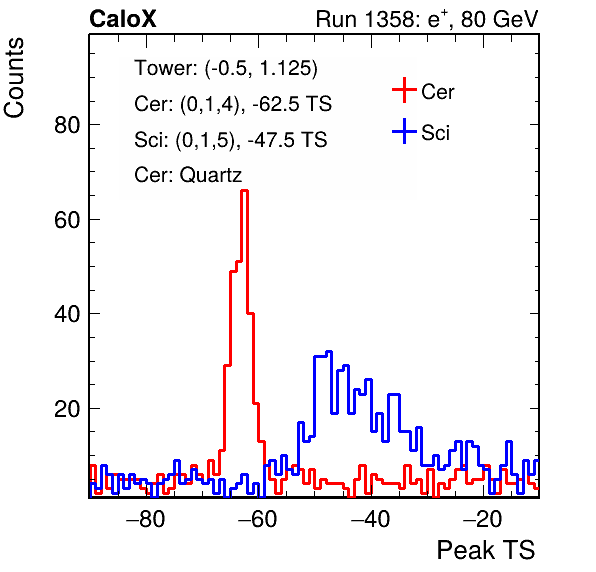 CaloX
Run 1358: e+, 80 GeV
Counts
Tower: (-0.5, 1.125)
Cer: (0,1,4), -62.5 TS
Sci: (0,1,5), -47.5 TS
Cer: Quartz
Cer
Sci
80
60
40
20
−80 −60 −40 −20
Peak TS